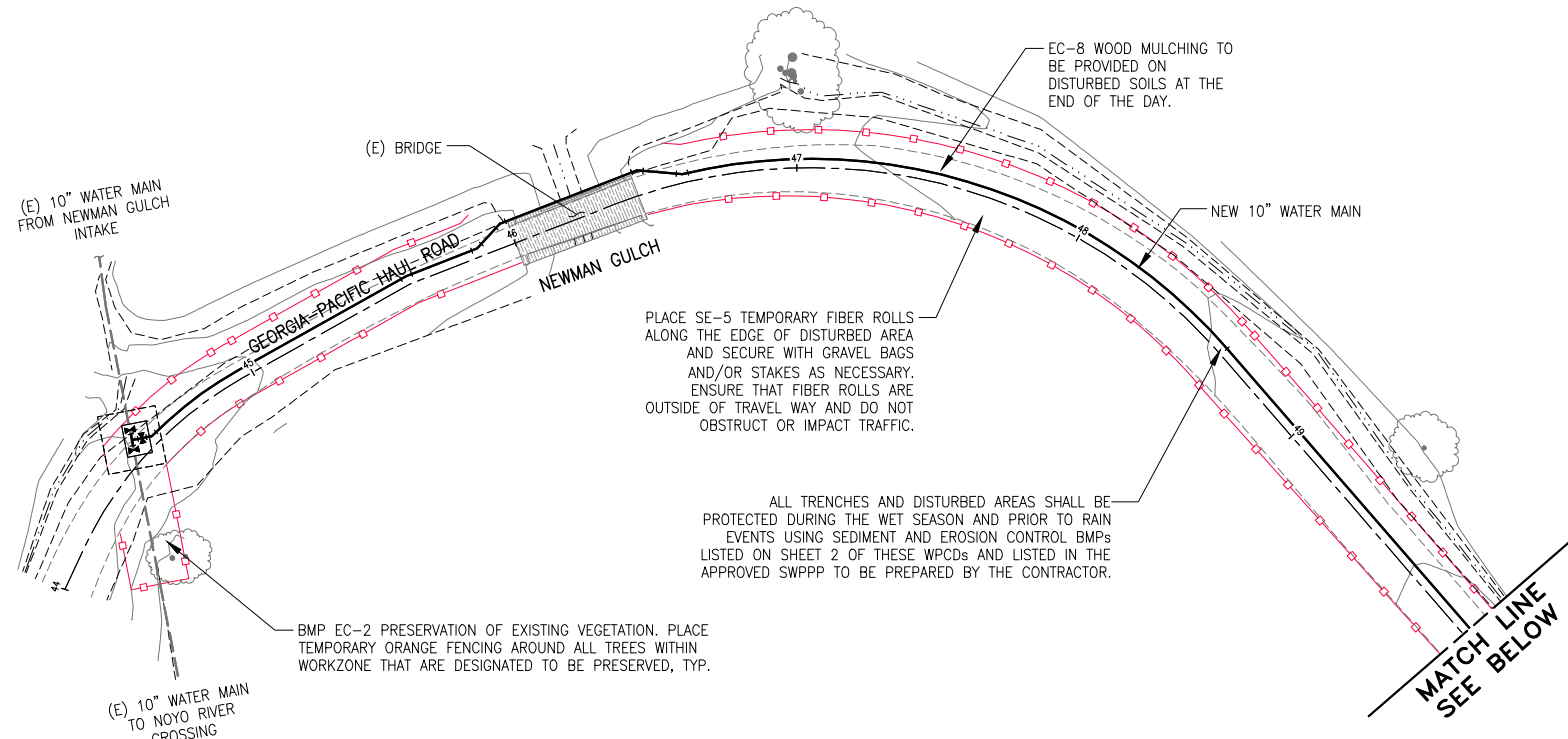 EC-8 WOOD MULCHING TO
BE PROVIDED ON
DISTURBED SOILS AT THE
END OF THE DAY.
(E) BRIDGE
47
(E) 10" WATER MAIN
FROM NEWMAN GULCH
INTAKE
NEW 10" WATER MAIN
46
48
GEORGIA-PACIFIC HAUL ROAD
NEWMAN GULCH
45
PLACE SE-5 TEMPORARY FIBER ROLLS
ALONG THE EDGE OF DISTURBED AREA
AND SECURE WITH GRAVEL BAGS
AND/OR STAKES AS NECESSARY.
ENSURE THAT FIBER ROLLS ARE
OUTSIDE OF TRAVEL WAY AND DO NOT
OBSTRUCT OR IMPACT TRAFFIC.
49
ALL TRENCHES AND DISTURBED AREAS SHALL BE
PROTECTED DURING THE WET SEASON AND PRIOR TO RAIN
EVENTS USING SEDIMENT AND EROSION CONTROL BMPs
LISTED ON SHEET 2 OF THESE WPCDs AND LISTED IN THE
APPROVED SWPPP TO BE PREPARED BY THE CONTRACTOR.
44
BMP EC-2 PRESERVATION OF EXISTING VEGETATION. PLACE
TEMPORARY ORANGE FENCING AROUND ALL TREES WITHIN
WORKZONE THAT ARE DESIGNATED TO BE PRESERVED, TYP.
MATCH LINE
SEE BELOW
(E) 10" WATER MAIN
TO NOYO RIVER
CROSSING